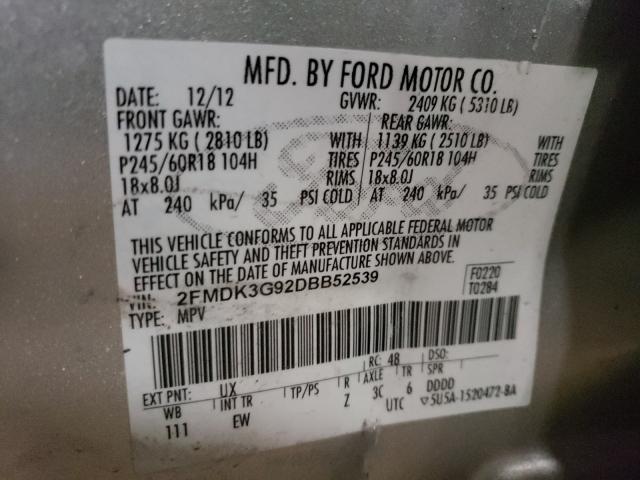 MFD. BY FORD MOTOR CO.
DATE: 12/12 GVWR: 2409 KG ( 5310 LB)
FRONT GAWR: REAR GAWR:
1275 KG ( 2810 LB) WITH 1139 KG ( 2510 LB) WITH
P245/60R18 104H TIRES P245/60R18 104H TIRES
18x8.0J RIMS 18x8.0J RIMS
AT 240 kPa/ 35 PSI COLD AT 240 kPa/ 35 PSI COLD
THIS VEHICLE CONFORMS TO ALL APPLICABLE FEDERAL MOTOR
VEHICLE SAFETY AND THEFT PREVENTION STANDARDS IN
EFFECT ON THE DATE OF MANUFACTURE SHOWN ABOVE.
VIN: 2FMDK3G92DBB52539 F0220
TYPE: MPV T0284
EXT PNT: UX RC: 48 DSO:
WB INT TR TP/PS R AXLE TR SPR
111 EW Z 3C 6 DDDD
UTC ▽5U5A-1520472-BA